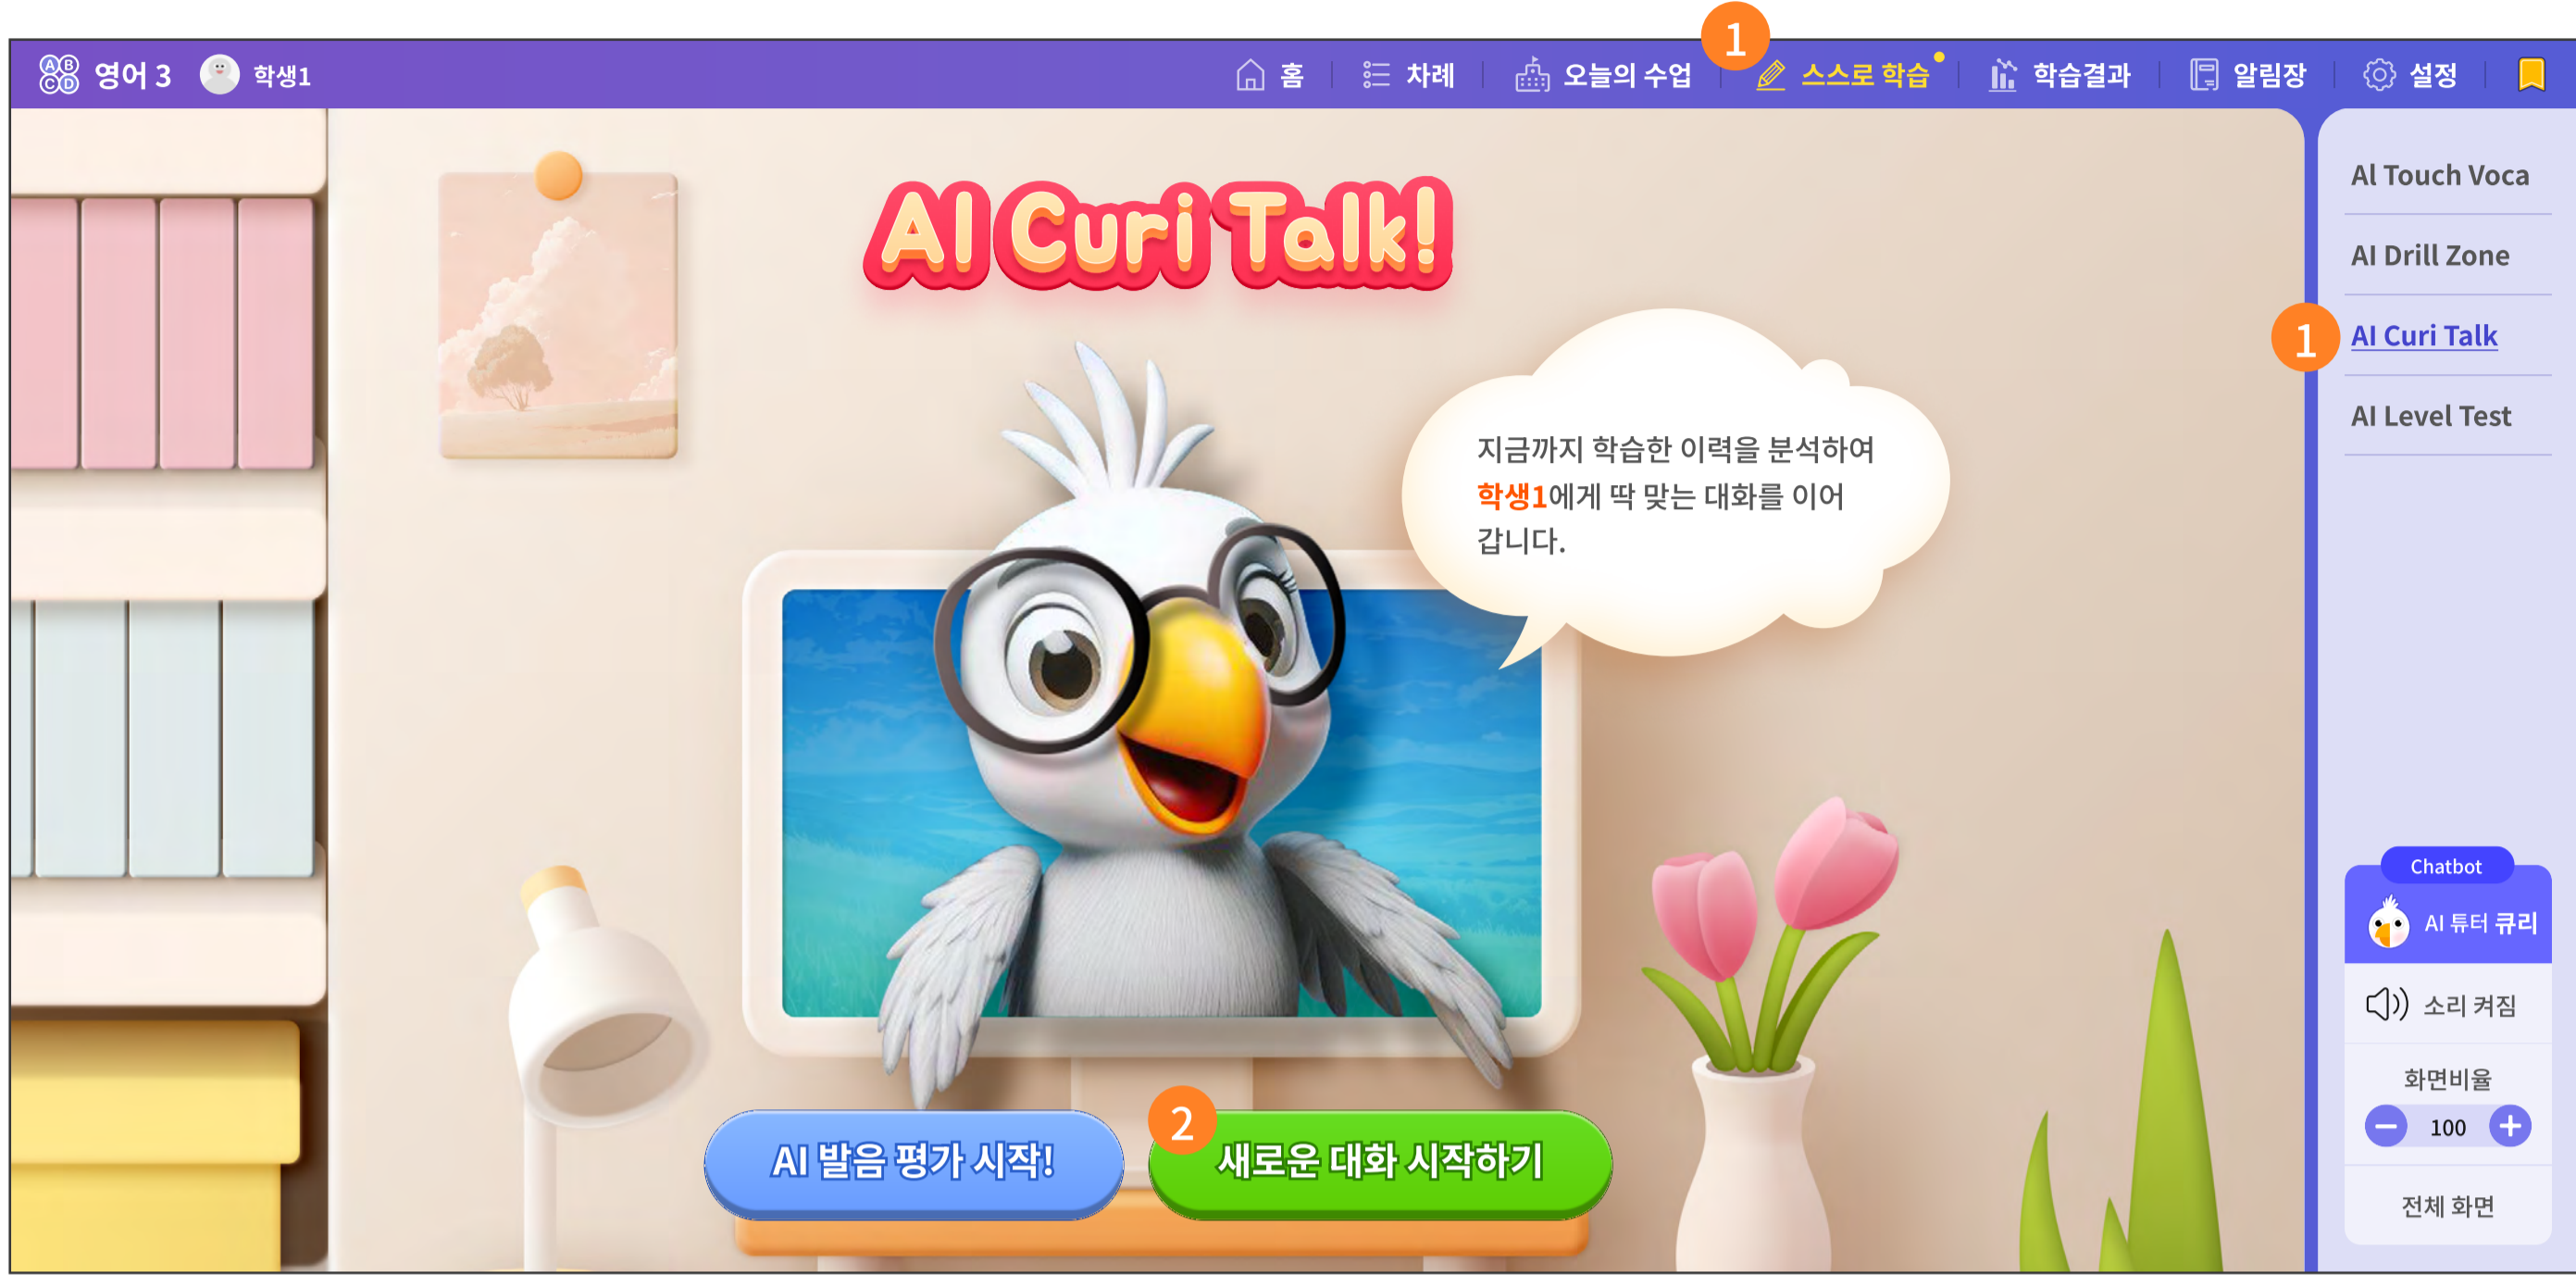 1
A B C D 영어 3 학생1 홈 차례 오늘의 수업 스스로 학습 학습결과 알림장 설정
AI Curi Talk!
지금까지 학습한 이력을 분석하여
학생1에게 딱 맞는 대화를 이어
갑니다.
AI 발음 평가 시작!
2
새로운 대화 시작하기
AI Touch Voca
AI Drill Zone
1
AI Curi Talk
AI Level Test
Chatbot
AI 튜터 큐리
소리 켜짐
화면비율
100
전체 화면